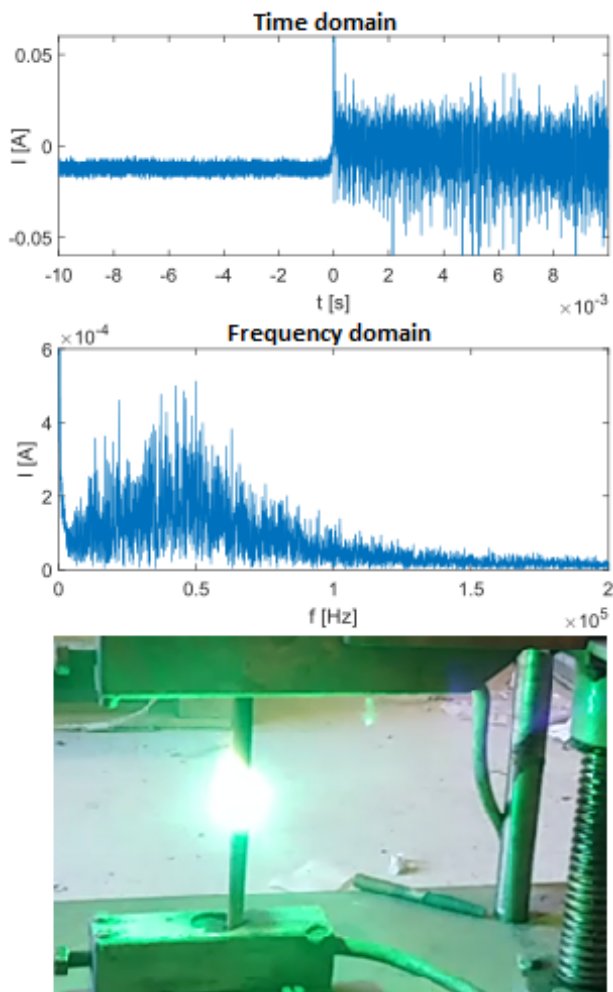 Time domain
0.05
0
-0.05
I [A]
-10 -8 -6 -4 -2 0 2 4 6 8
t [s]
×10⁻³
Frequency domain
×10⁻⁴
6
4
2
0
I [A]
0 0.5 1 1.5 2
f [Hz]
×10⁵